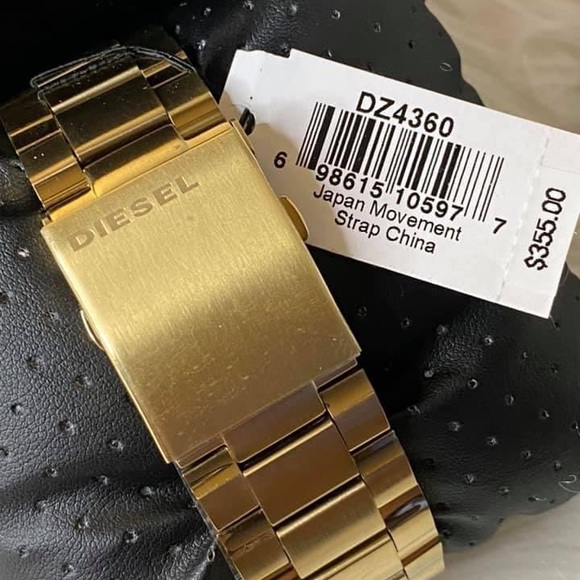 DIESEL
DZ4360
6 98615 10597 7
Japan Movement
Strap China
$355.00